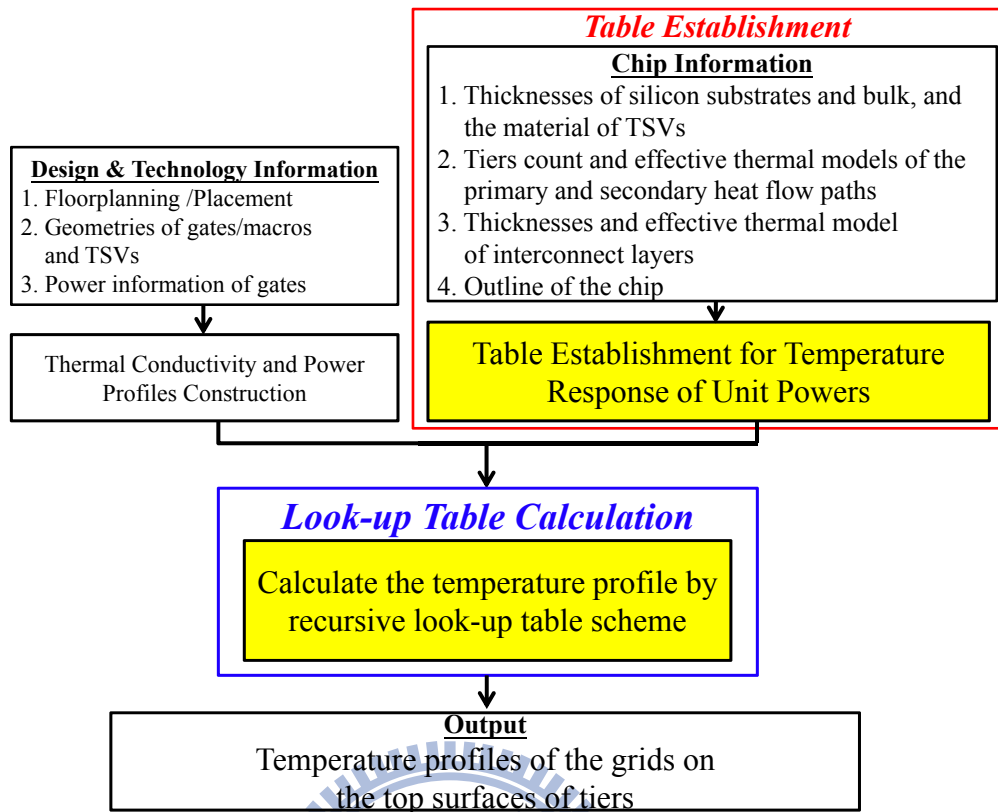 Table Establishment
Chip Information
1. Thicknesses of silicon substrates and bulk, and
the material of TSVs
2. Tiers count and effective thermal models of the
primary and secondary heat flow paths
3. Thicknesses and effective thermal model
of interconnect layers
4. Outline of the chip
Design & Technology Information
1. Floorplanning /Placement
2. Geometries of gates/macros
and TSVs
3. Power information of gates
Thermal Conductivity and Power
Profiles Construction
Table Establishment for Temperature
Response of Unit Powers
Look-up Table Calculation
Calculate the temperature profile by
recursive look-up table scheme
Output
Temperature profiles of the grids on
the top surfaces of tiers